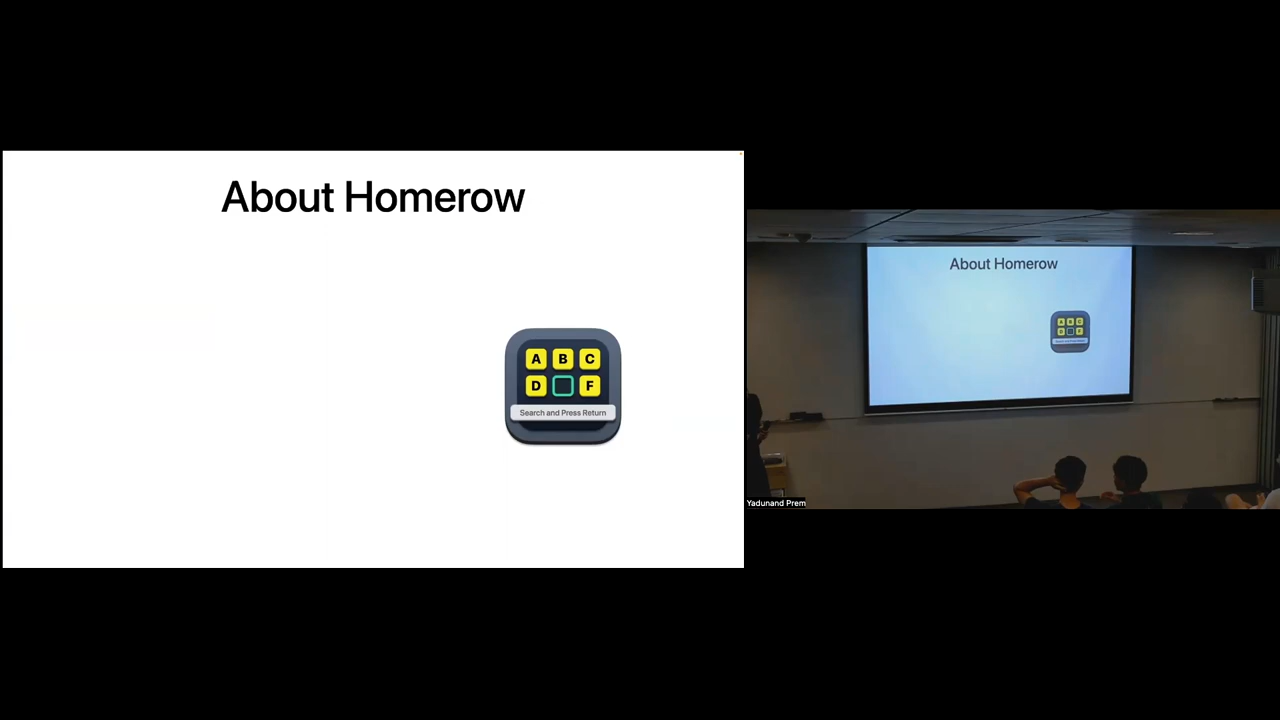 About Homerow
A B C
D F
Search and Press Return
About Homerow
A B C
D F
Yadunand Prem